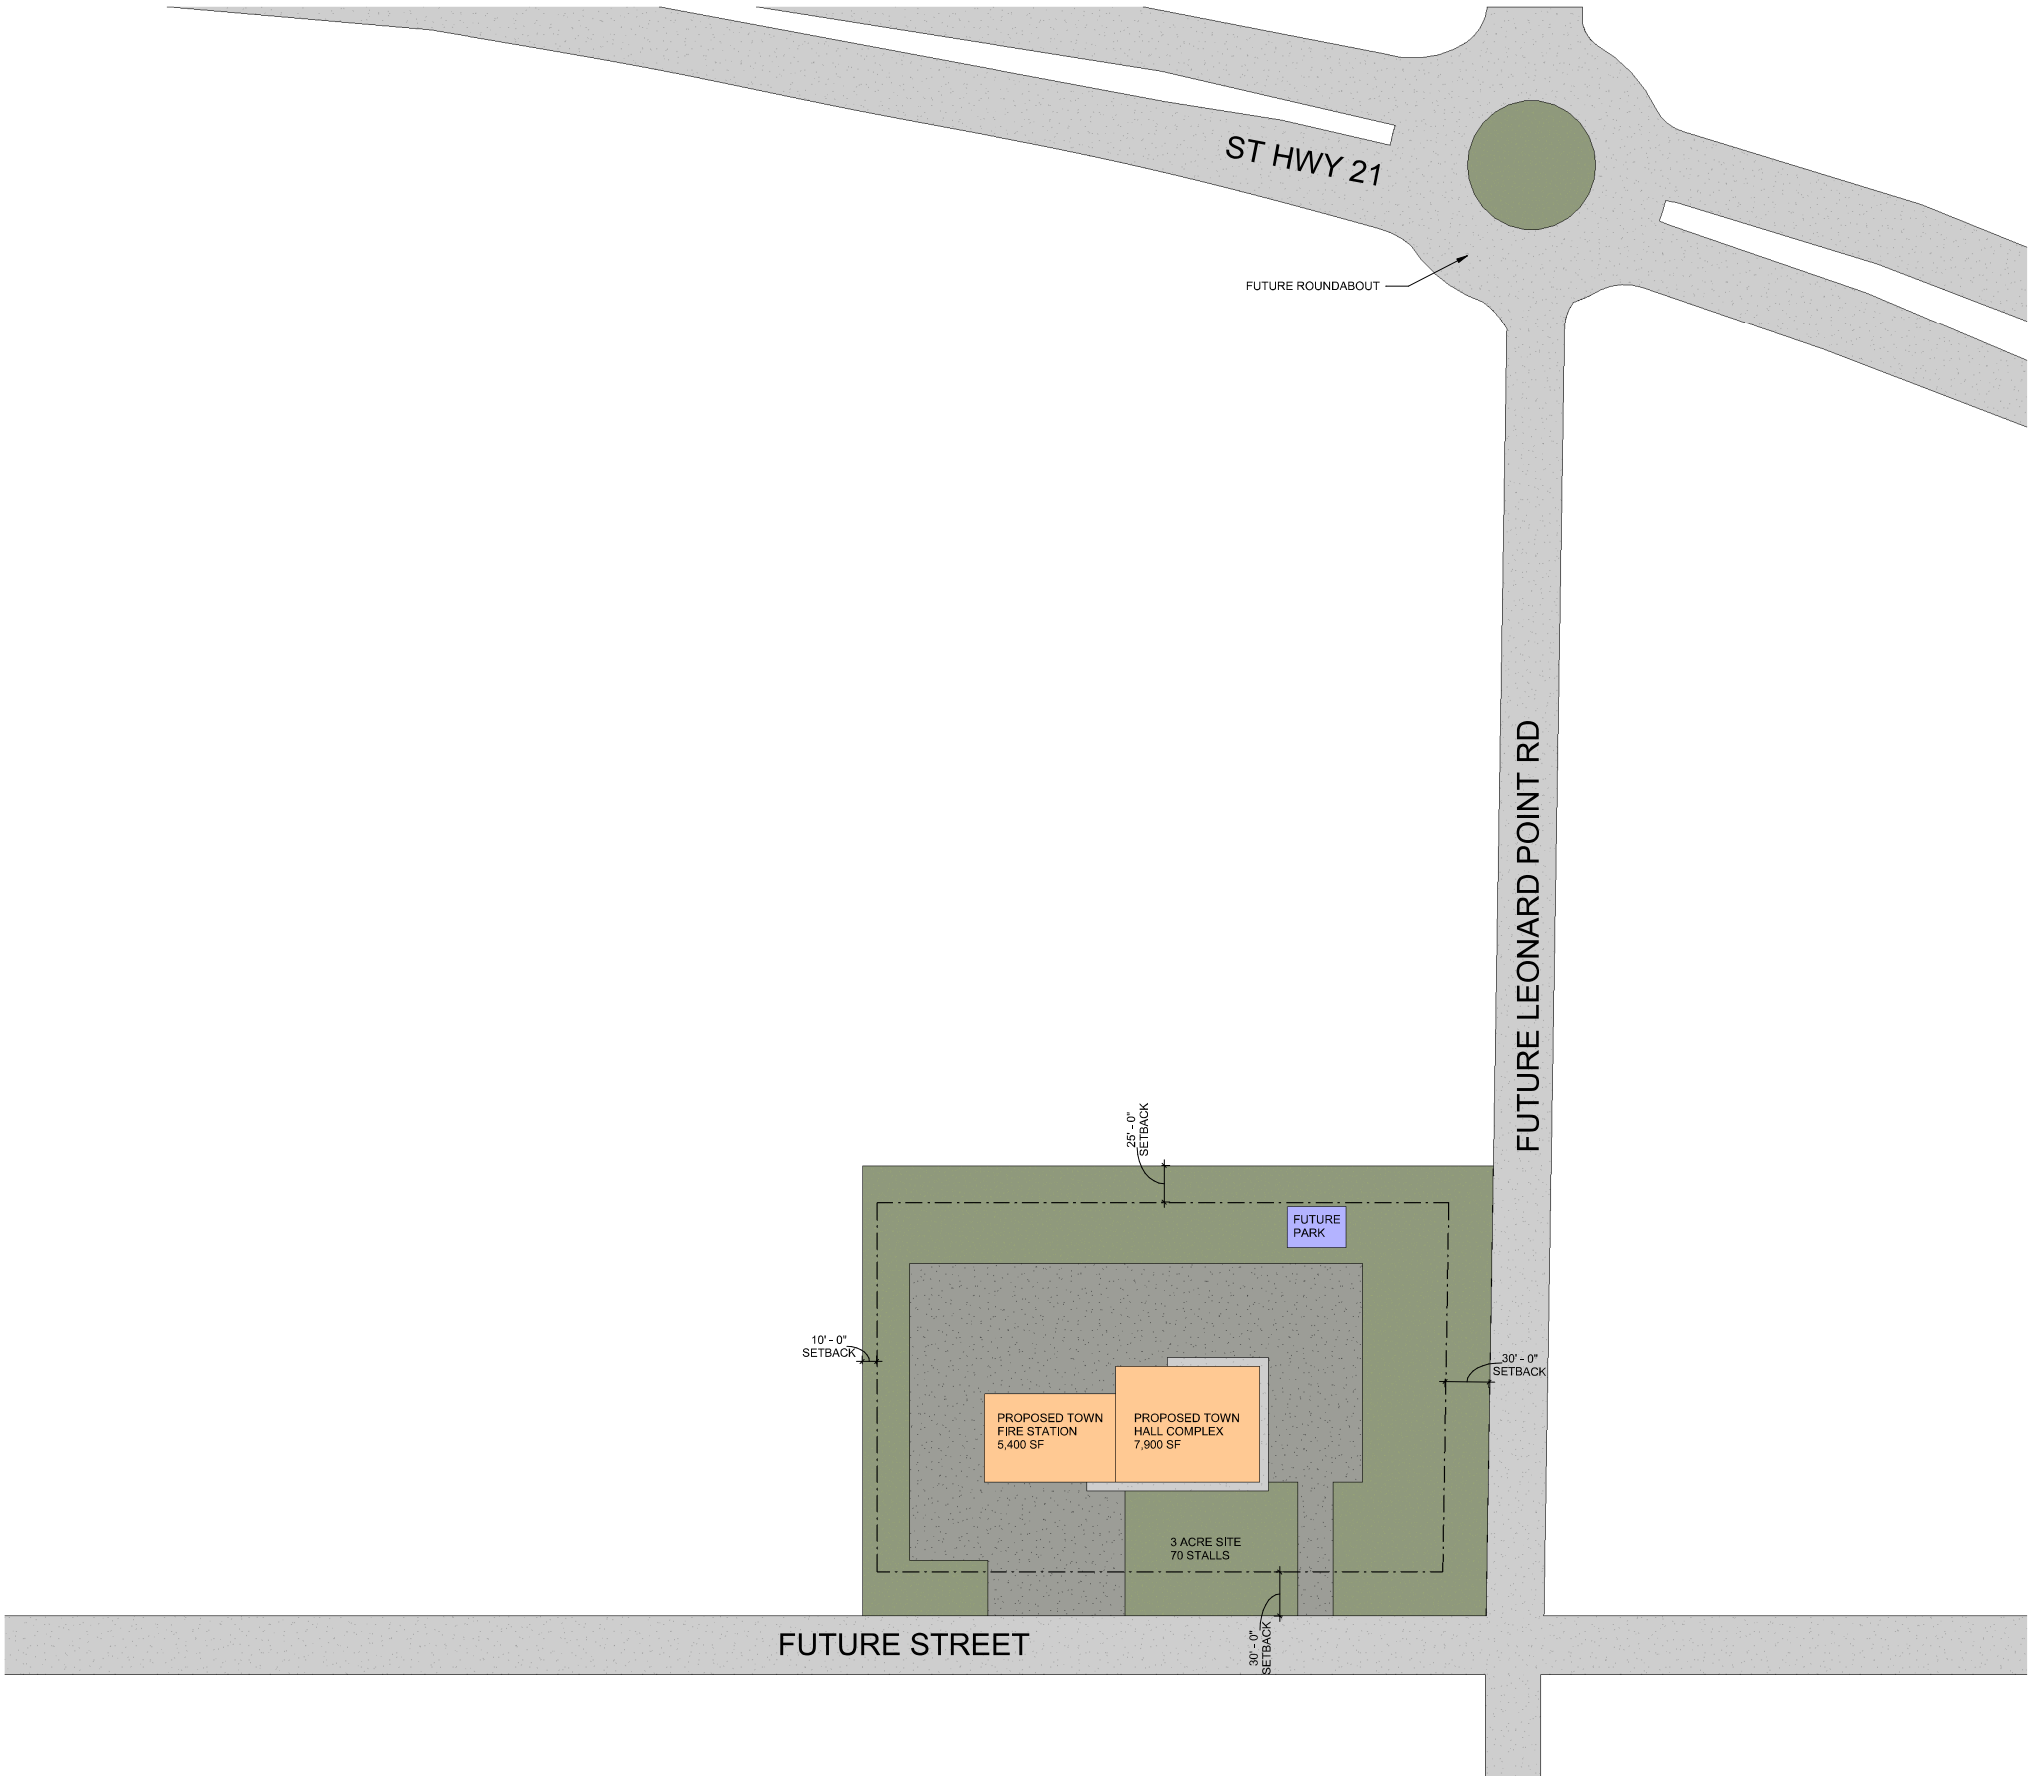 ST HWY 21
FUTURE ROUNDABOUT
FUTURE LEONARD POINT RD
25' - 0"
SETBACK
FUTURE
PARK
10' - 0"
SETBACK
30' - 0"
SETBACK
PROPOSED TOWN
FIRE STATION
5,400 SF
PROPOSED TOWN
HALL COMPLEX
7,900 SF
3 ACRE SITE
70 STALLS
30' - 0"
SETBACK
FUTURE STREET